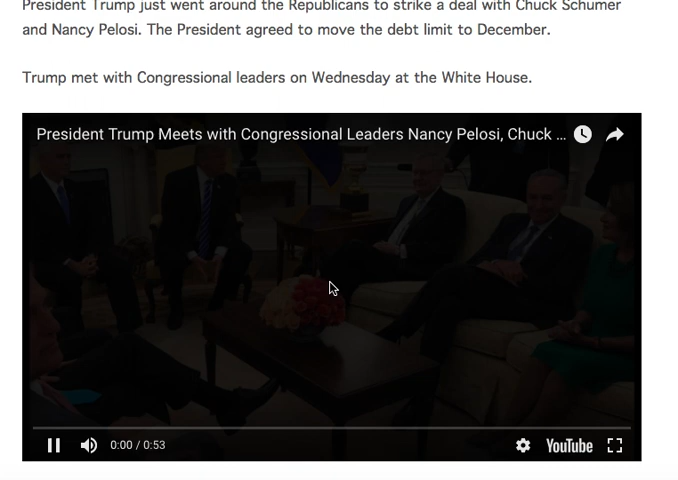 President Trump just went around the Republicans to strike a deal with Chuck Schumer
and Nancy Pelosi. The President agreed to move the debt limit to December.
Trump met with Congressional leaders on Wednesday at the White House.
President Trump Meets with Congressional Leaders Nancy Pelosi, Chuck ...
0:00 / 0:53
YouTube